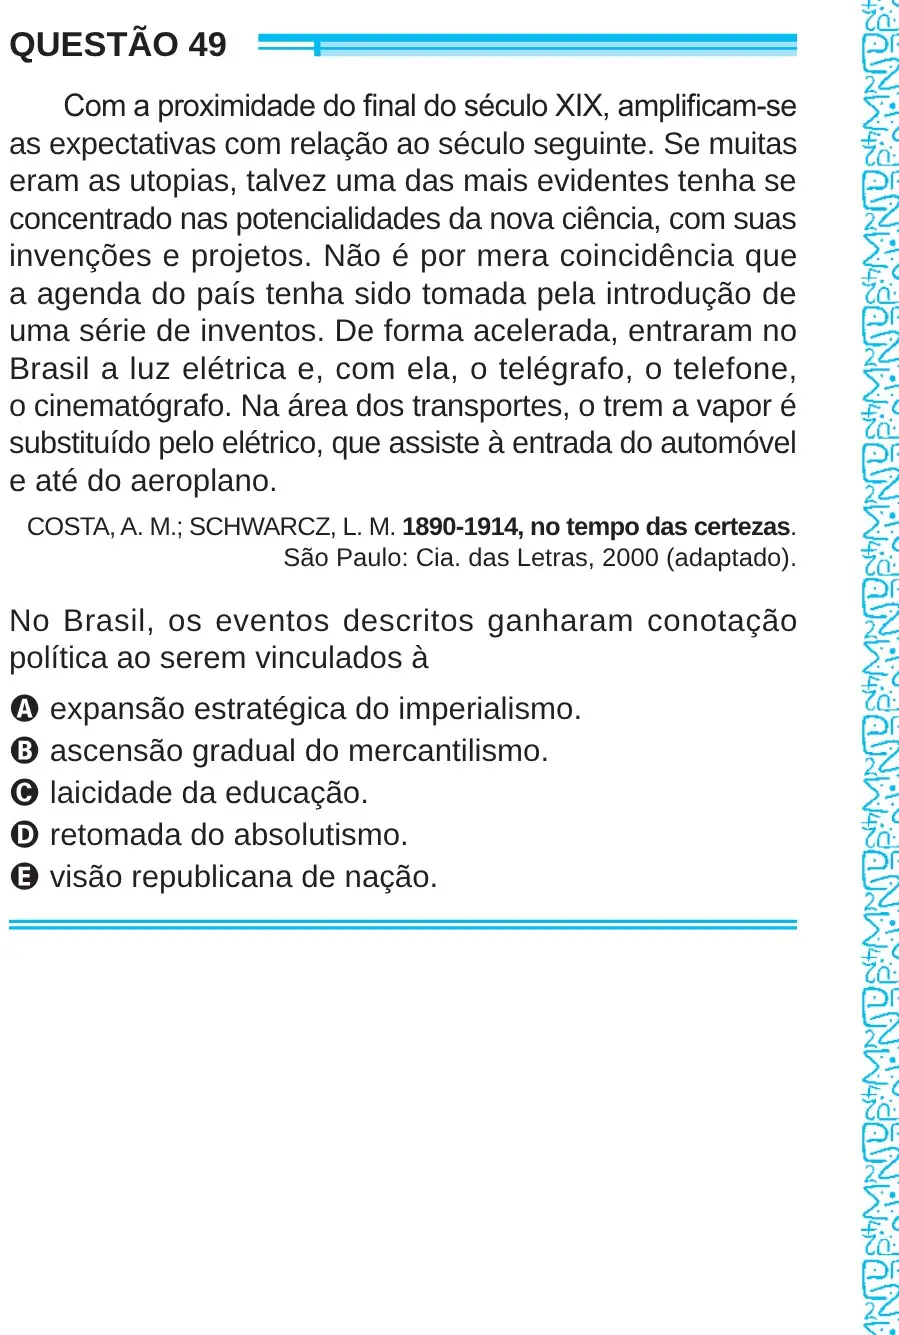 QUESTÃO 49
Com a proximidade do final do século XIX, amplificam-se
as expectativas com relação ao século seguinte. Se muitas
eram as utopias, talvez uma das mais evidentes tenha se
concentrado nas potencialidades da nova ciência, com suas
invenções e projetos. Não é por mera coincidência que
a agenda do país tenha sido tomada pela introdução de
uma série de inventos. De forma acelerada, entraram no
Brasil a luz elétrica e, com ela, o telégrafo, o telefone,
o cinematógrafo. Na área dos transportes, o trem a vapor é
substituído pelo elétrico, que assiste à entrada do automóvel
e até do aeroplano.
COSTA, A. M.; SCHWARCZ, L. M. 1890-1914, no tempo das certezas.
São Paulo: Cia. das Letras, 2000 (adaptado).
No Brasil, os eventos descritos ganharam conotação
política ao serem vinculados à
A expansão estratégica do imperialismo.
B ascensão gradual do mercantilismo.
C laicidade da educação.
D retomada do absolutismo.
E visão republicana de nação.